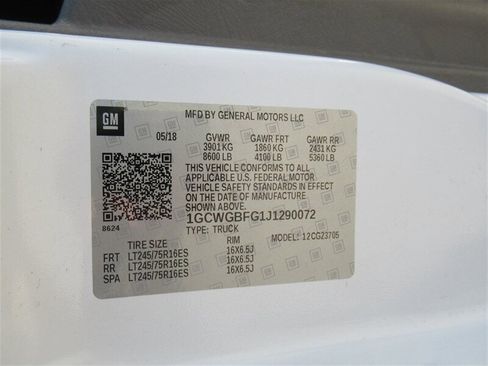 GM
MFD BY GENERAL MOTORS LLC
05/18 GVWR GAWR FRT GAWR RR
3901 KG 1860 KG 2431 KG
8600 LB 4100 LB 5360 LB
THIS VEHICLE CONFORMS TO ALL
APPLICABLE U.S. FEDERAL MOTOR
VEHICLE SAFETY STANDARDS IN EFFECT
ON THE DATE OF MANUFACTURE
SHOWN ABOVE.
1GCWGBFG1J1290072
8624 TYPE: TRUCK MODEL: 12CG23705
TIRE SIZE RIM
FRT LT245/75R16ES 16X6.5J
RR LT245/75R16ES 16X6.5J
SPA LT245/75R16ES 16X6.5J